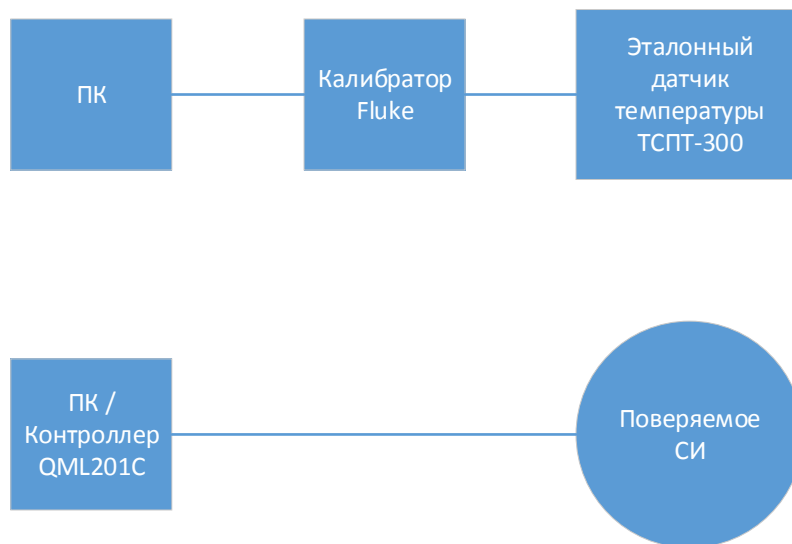 ПК
Калибратор
Fluke
Эталонный
датчик
температуры
ТСПТ-300
ПК /
Контроллер
QML201C
Поверяемое
СИ